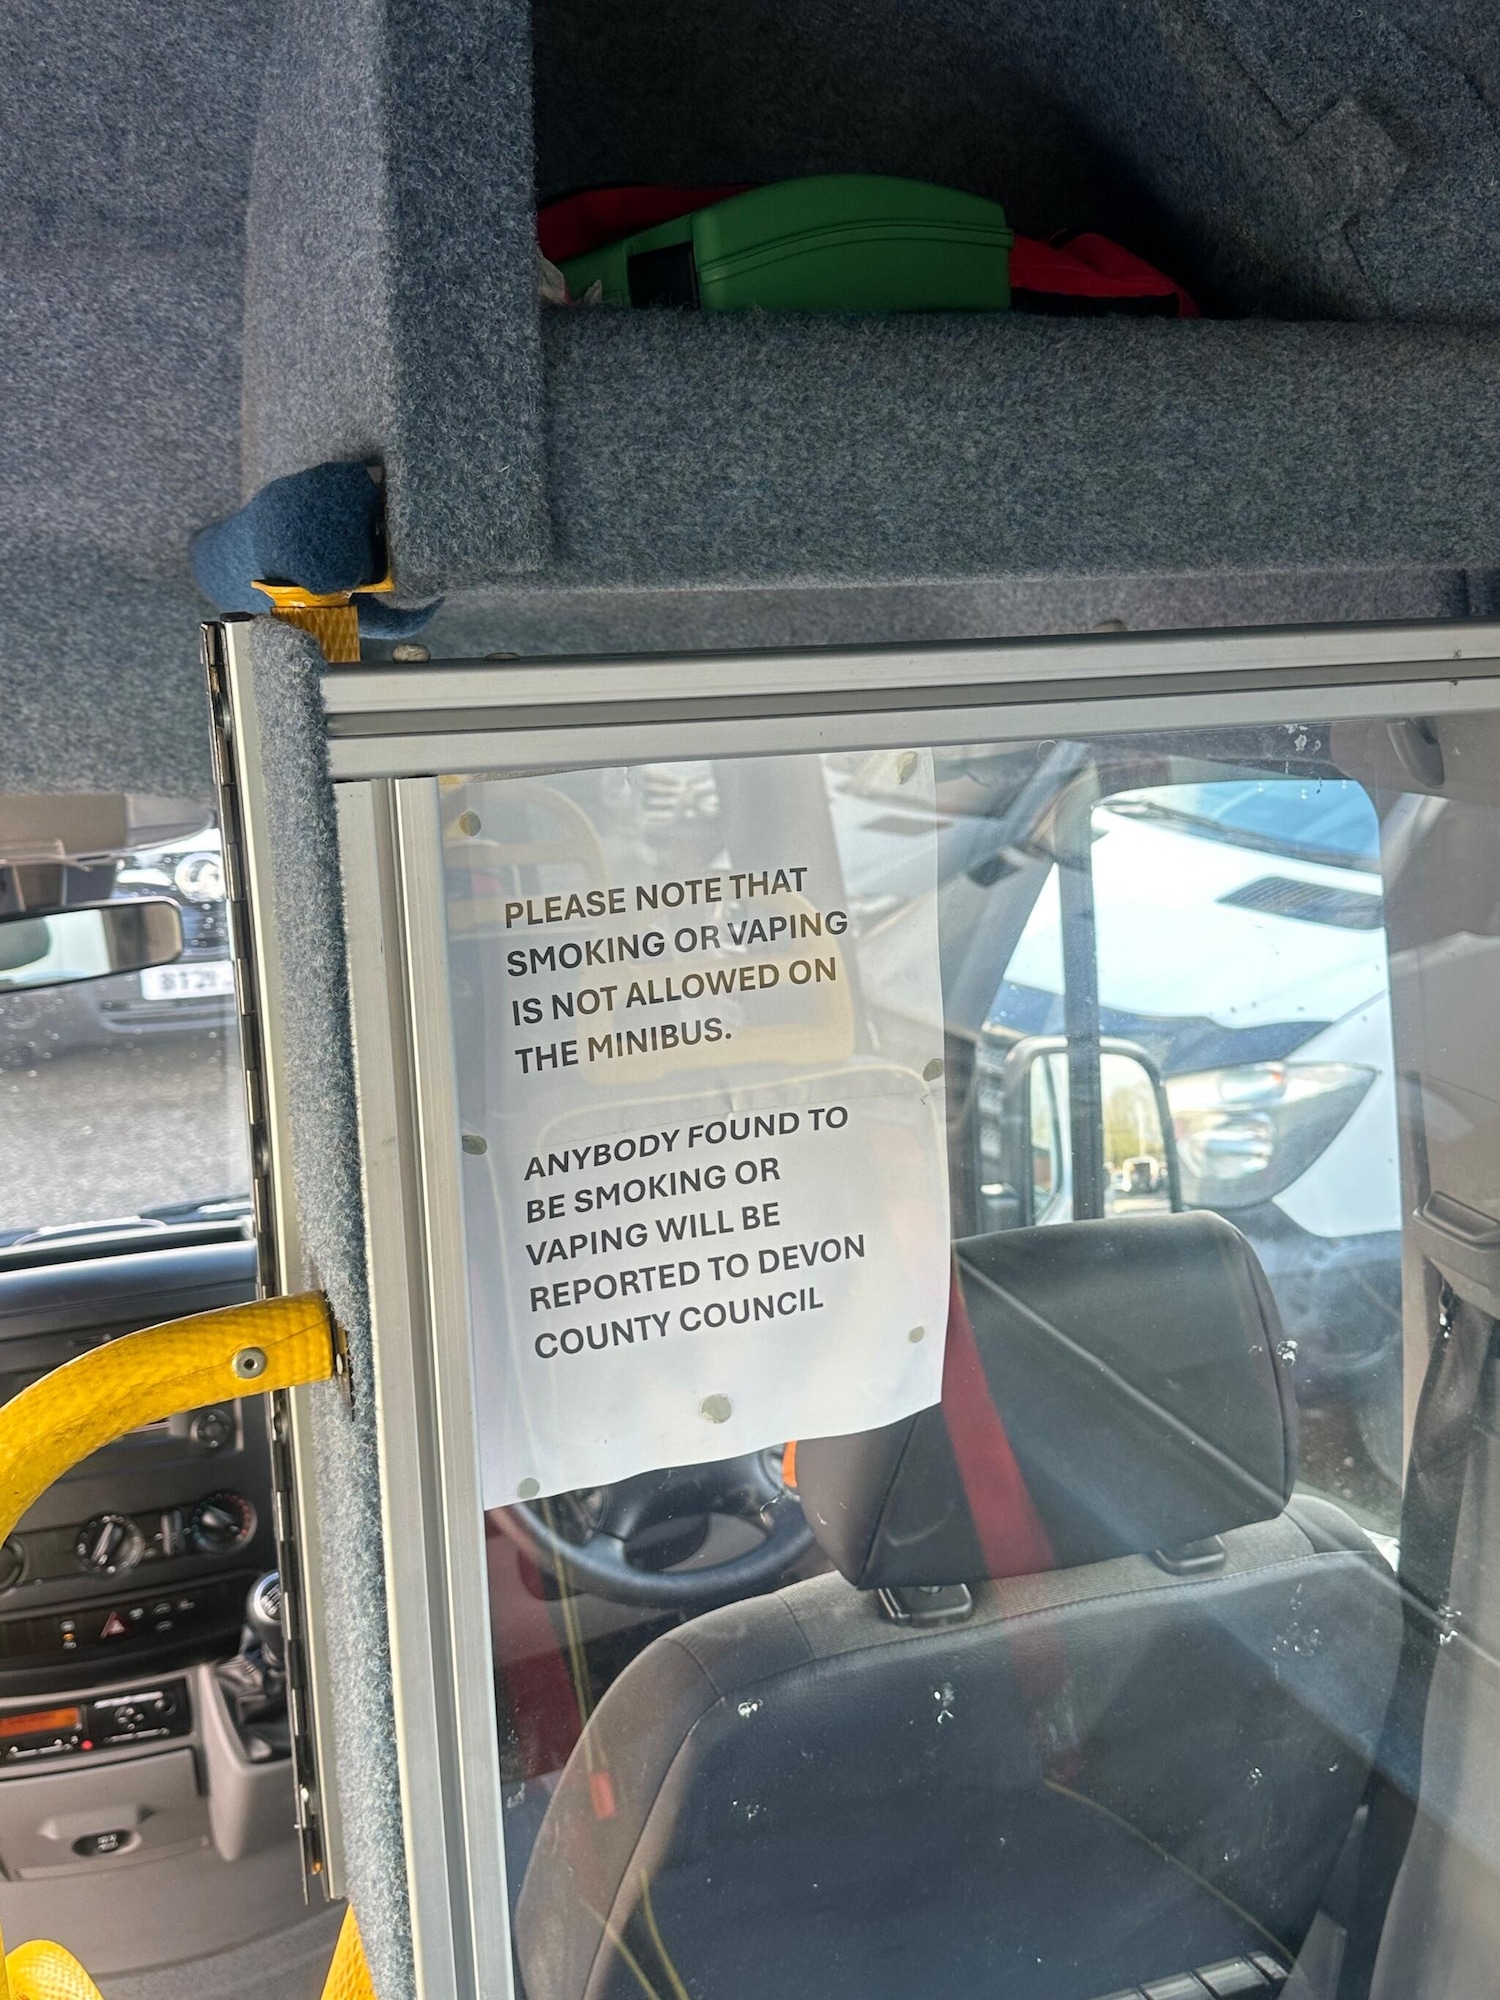 PLEASE NOTE THAT
SMOKING OR VAPING
IS NOT ALLOWED ON
THE MINIBUS.
ANYBODY FOUND TO
BE SMOKING OR
VAPING WILL BE
REPORTED TO DEVON
COUNTY COUNCIL